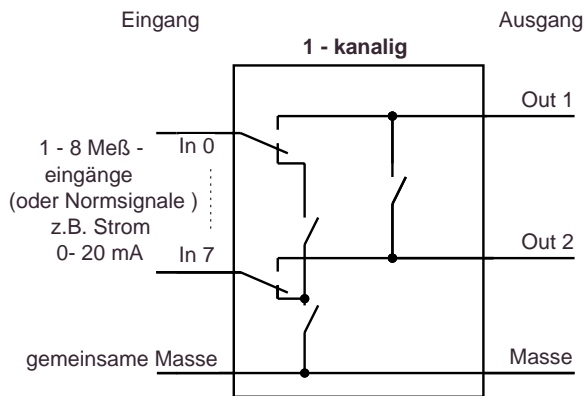 Eingang
Ausgang
1 - kanalig
Out 1
In 0
1 - 8 Meß -
eingänge
(oder Normsignale )
z.B. Strom
0- 20 mA
In 7
Out 2
gemeinsame Masse
Masse